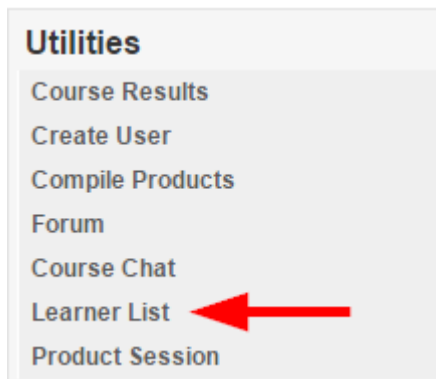 Utilities
Course Results
Create User
Compile Products
Forum
Course Chat
Learner List
Product Session